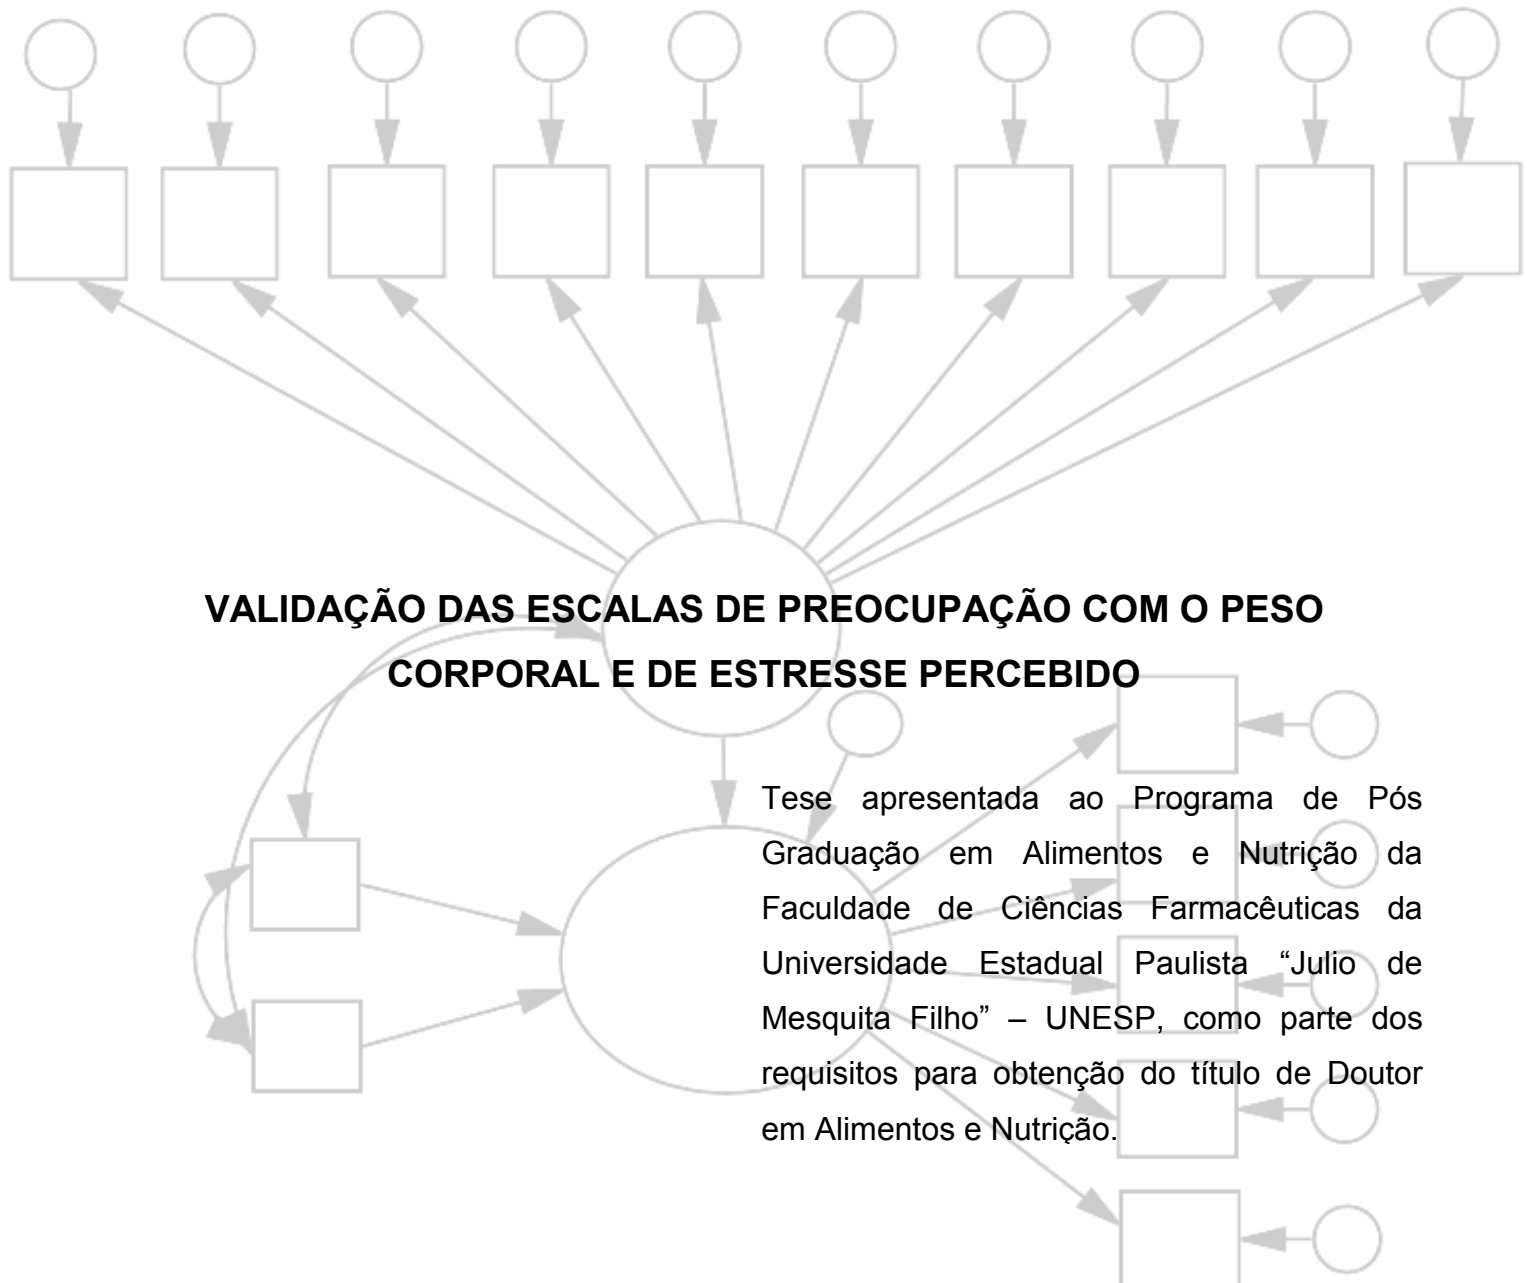 VALIDAÇÃO DAS ESCALAS DE PREOCUPAÇÃO COM O PESO
CORPORAL E DE ESTRESSE PERCEBIDO
Tese apresentada ao Programa de Pós
Graduação em Alimentos e Nutrição da
Faculdade de Ciências Farmacêuticas da
Universidade Estadual Paulista “Julio de
Mesquita Filho” – UNESP, como parte dos
requisitos para obtenção do título de Doutor
em Alimentos e Nutrição.